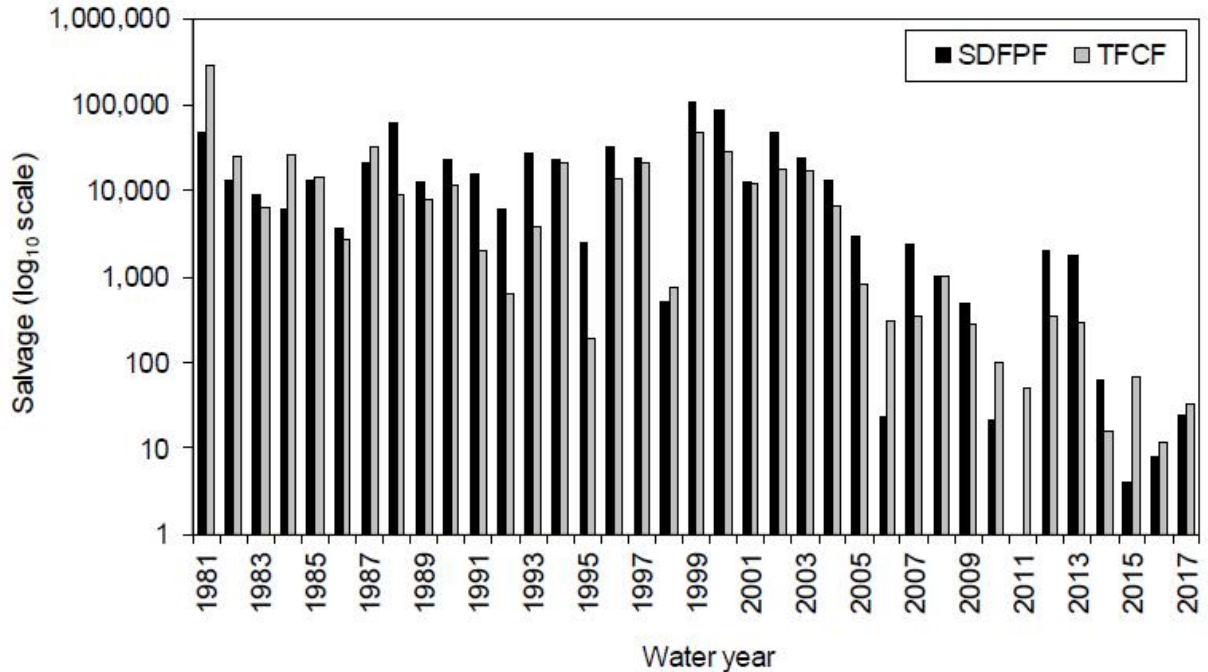 1,000,000
100,000
10,000
1,000
100
10
1
Salvage (log10 scale)
SDFPF TFCF
1981 1983 1985 1987 1989 1991 1993 1995 1997 1999 2001 2003 2005 2007 2009 2011 2013 2015 2017
Water year